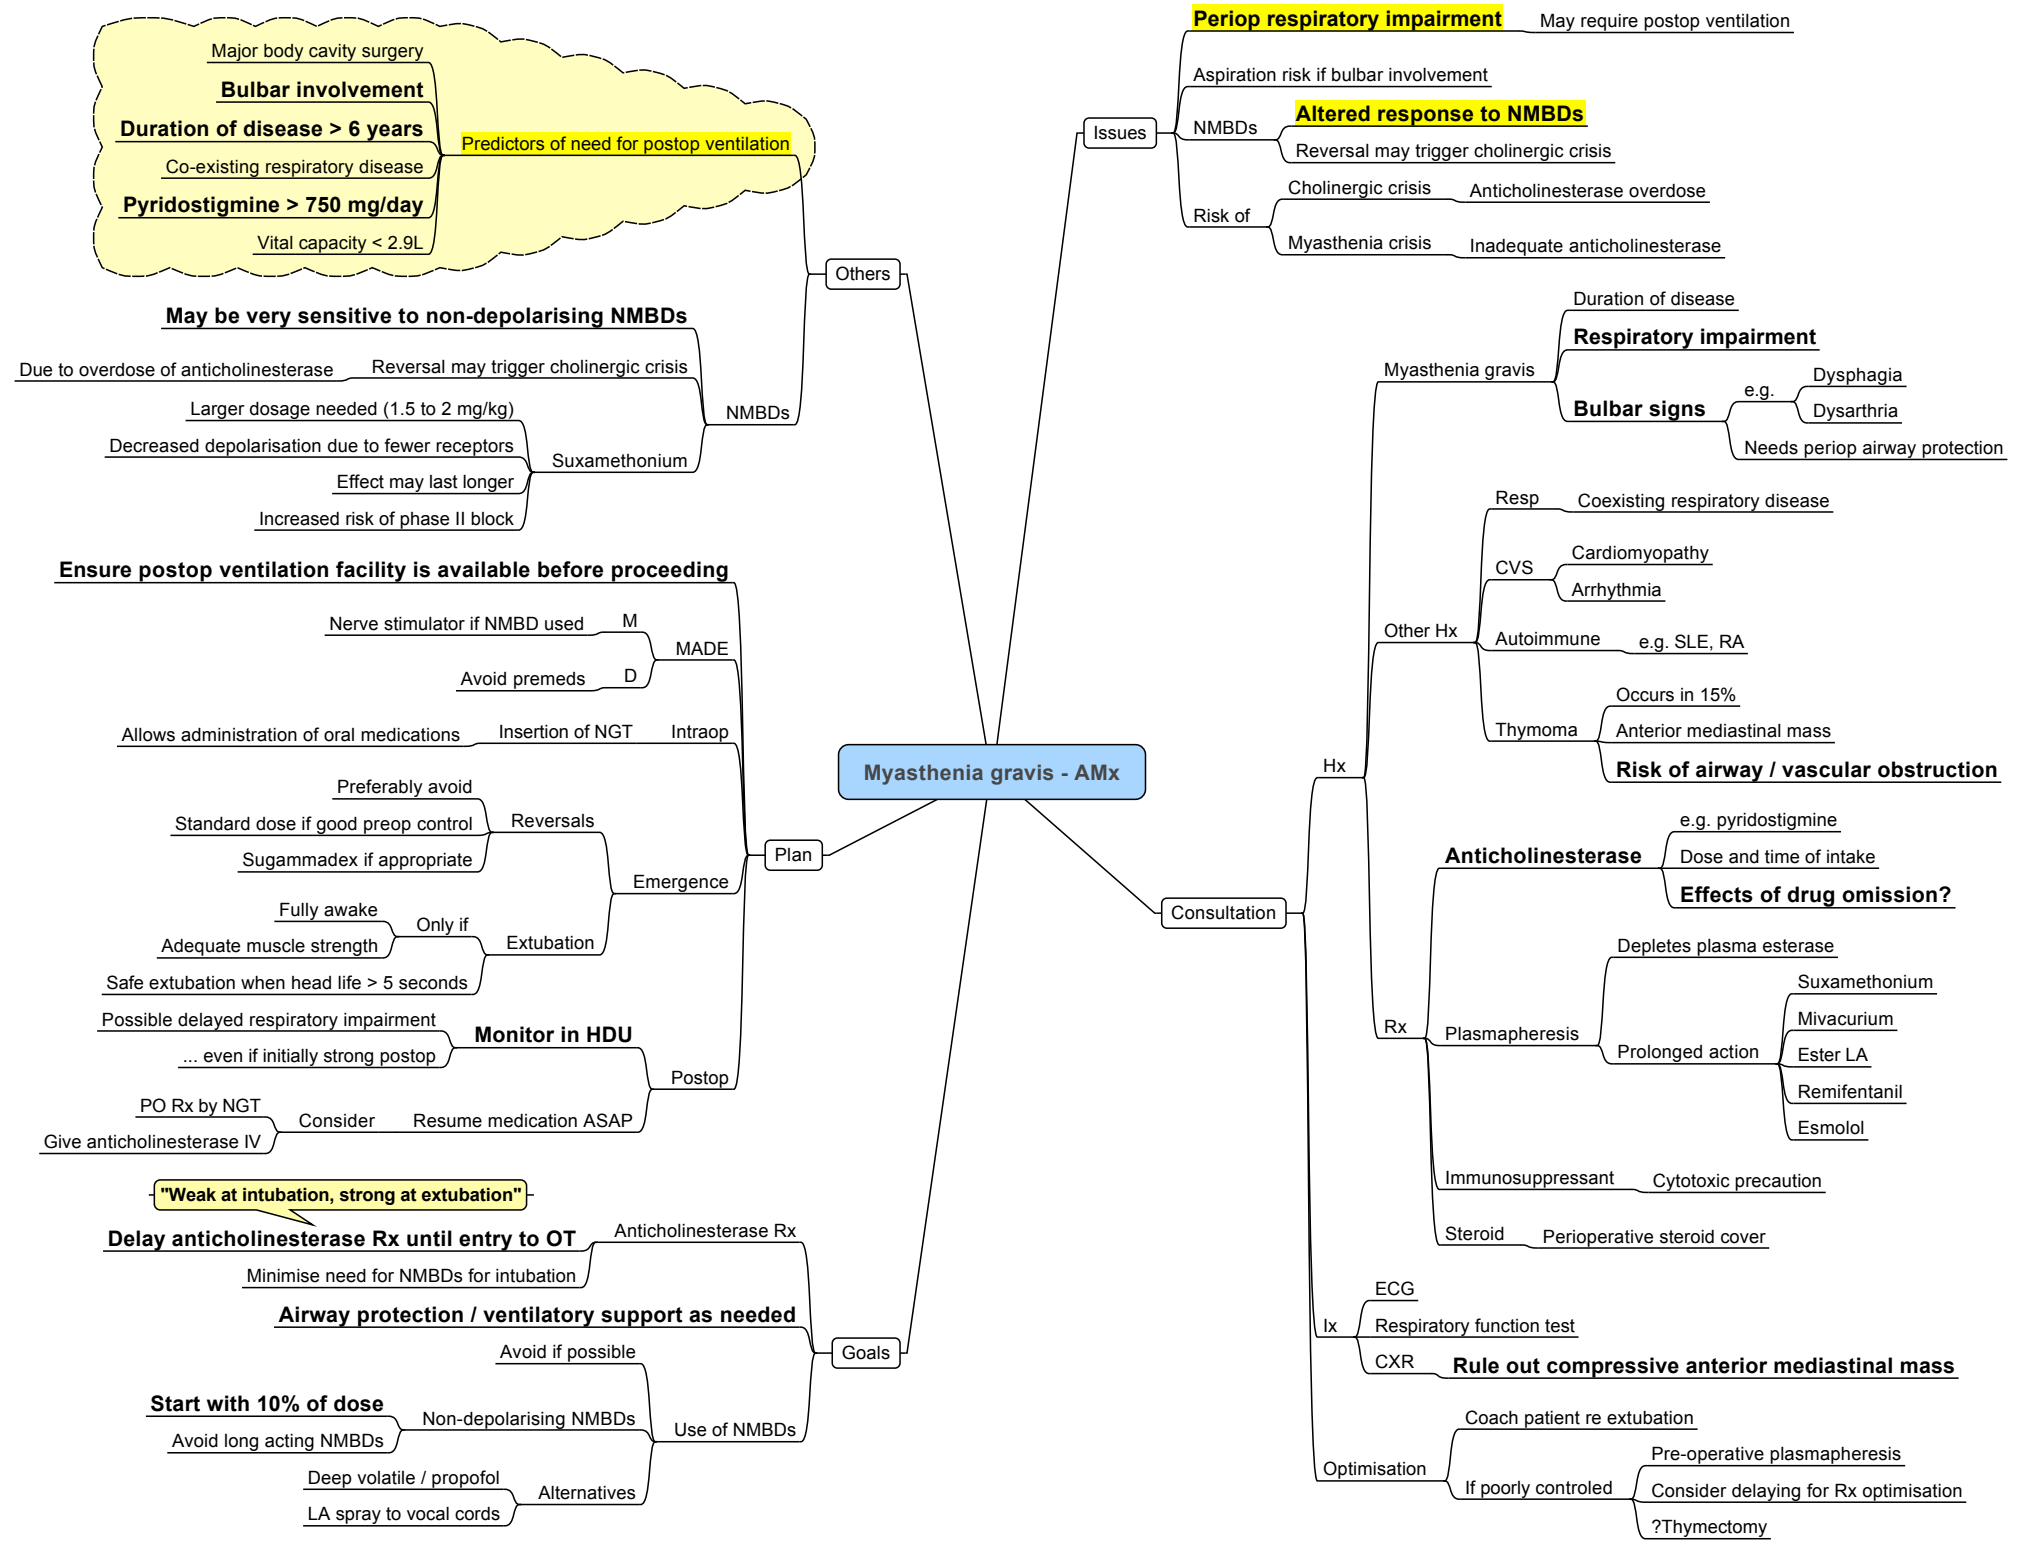 Myasthenia gravis - AMx
Issues
Periop respiratory impairment
May require postop ventilation
Aspiration risk if bulbar involvement
NMBDs
Altered response to NMBDs
Reversal may trigger cholinergic crisis
Risk of
Cholinergic crisis
Anticholinesterase overdose
Myasthenia crisis
Inadequate anticholinesterase
Consultation
Hx
Myasthenia gravis
Duration of disease
Respiratory impairment
Bulbar signs
e.g.
Dysphagia
Dysarthria
Needs periop airway protection
Other Hx
Resp
Coexisting respiratory disease
CVS
Cardiomyopathy
Arrhythmia
Autoimmune
e.g. SLE, RA
Thymoma
Occurs in 15%
Anterior mediastinal mass
Risk of airway / vascular obstruction
Rx
Anticholinesterase
e.g. pyridostigmine
Dose and time of intake
Effects of drug omission?
Plasmapheresis
Depletes plasma esterase
Prolonged action
Suxamethonium
Mivacurium
Ester LA
Remifentanil
Esmolol
Immunosuppressant
Cytotoxic precaution
Steroid
Perioperative steroid cover
Ix
ECG
Respiratory function test
CXR
Rule out compressive anterior mediastinal mass
Optimisation
Coach patient re extubation
If poorly controled
Pre-operative plasmapheresis
Consider delaying for Rx optimisation
?Thymectomy
Others
Predictors of need for postop ventilation
Major body cavity surgery
Bulbar involvement
Duration of disease > 6 years
Co-existing respiratory disease
Pyridostigmine > 750 mg/day
Vital capacity < 2.9L
NMBDs
May be very sensitive to non-depolarising NMBDs
Reversal may trigger cholinergic crisis
Due to overdose of anticholinesterase
Suxamethonium
Larger dosage needed (1.5 to 2 mg/kg)
Decreased depolarisation due to fewer receptors
Effect may last longer
Increased risk of phase II block
Plan
Ensure postop ventilation facility is available before proceeding
MADE
M
Nerve stimulator if NMBD used
D
Avoid premeds
Intraop
Insertion of NGT
Allows administration of oral medications
Emergence
Reversals
Preferably avoid
Standard dose if good preop control
Sugammadex if appropriate
Extubation
Only if
Fully awake
Adequate muscle strength
Safe extubation when head life > 5 seconds
Postop
Monitor in HDU
Possible delayed respiratory impairment
... even if initially strong postop
Resume medication ASAP
Consider
PO Rx by NGT
Give anticholinesterase IV
Goals
Anticholinesterase Rx
"Weak at intubation, strong at extubation"
Delay anticholinesterase Rx until entry to OT
Minimise need for NMBDs for intubation
Airway protection / ventilatory support as needed
Use of NMBDs
Avoid if possible
Non-depolarising NMBDs
Start with 10% of dose
Avoid long acting NMBDs
Alternatives
Deep volatile / propofol
LA spray to vocal cords